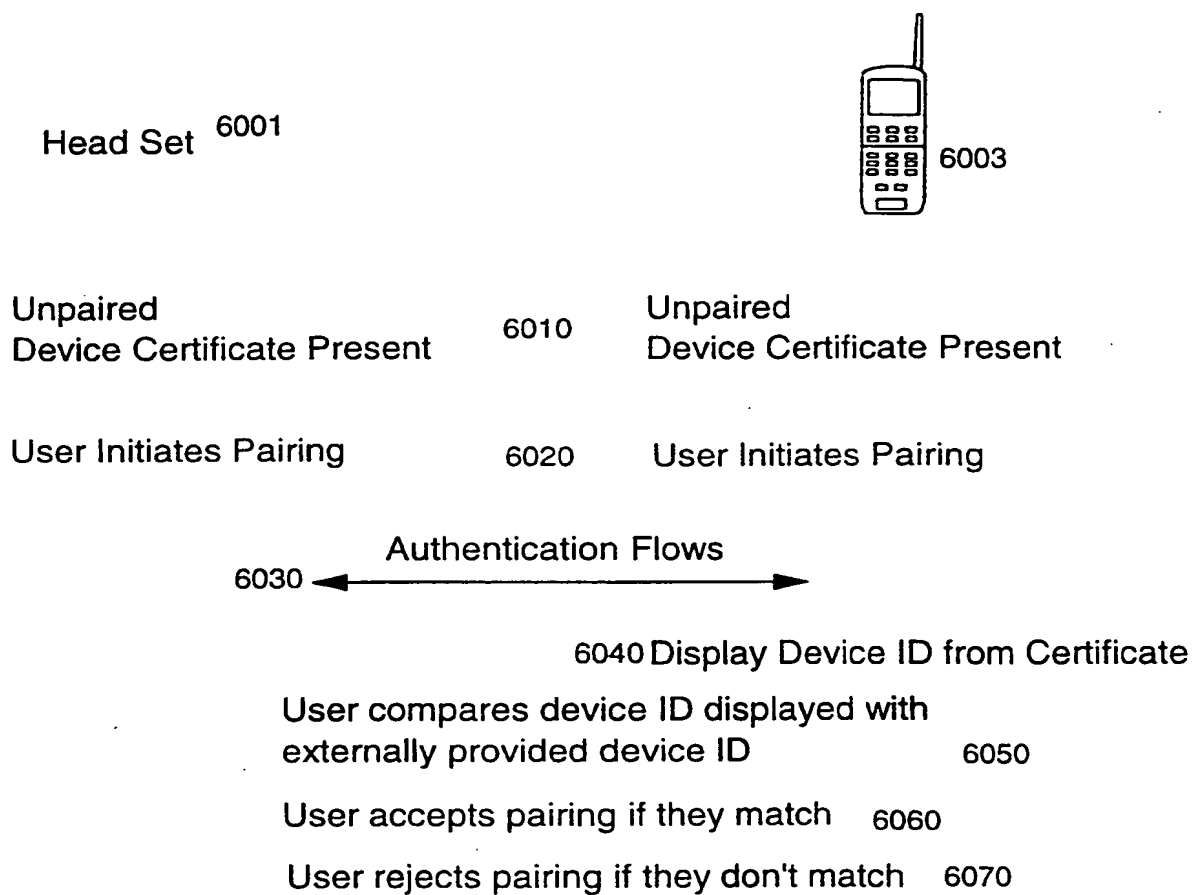 Head Set 6001
6003
Unpaired
Device Certificate Present
6010
Unpaired
Device Certificate Present
User Initiates Pairing 6020 User Initiates Pairing
Authentication Flows
6030
6040 Display Device ID from Certificate
User compares device ID displayed with
externally provided device ID 6050
User accepts pairing if they match 6060
User rejects pairing if they don't match 6070